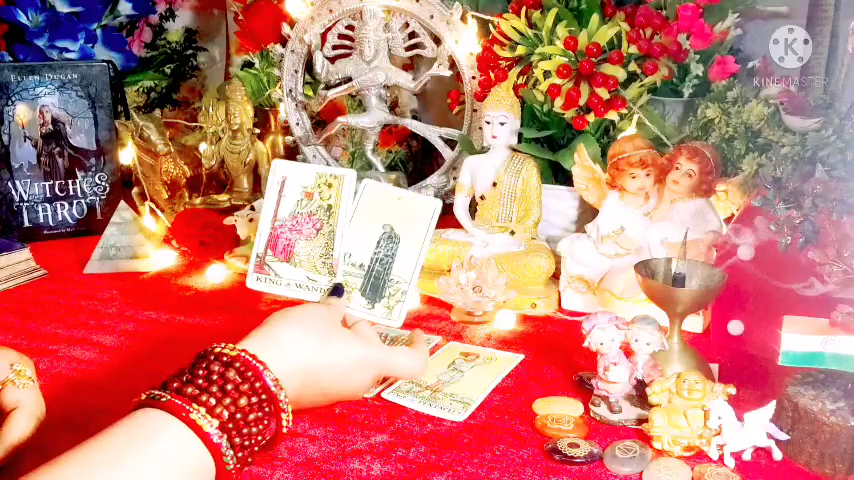 ELLEN DUGAN
WITCHES
TAROT
KING of WANDS
KINEMASTER